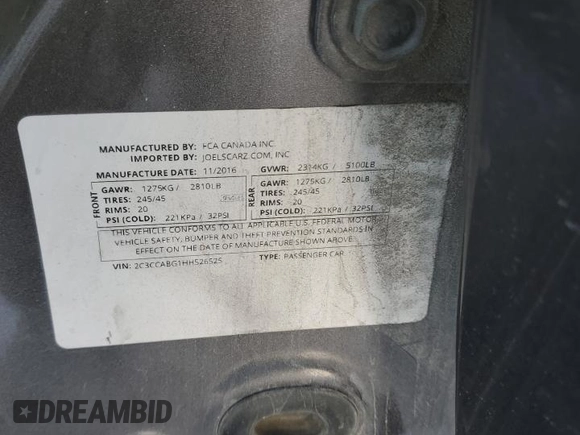 MANUFACTURED BY: FCA CANADA INC.
IMPORTED BY: JOELSCARZ.COM, INC
MANUFACTURE DATE: 11/2016 GVWR: 2314KG / 5100LB
FRONT
GAWR: 1275KG / 2810LB
TIRES: 245/45
RIMS: 20
PSI (COLD): 221KPa / 32PSI
REAR
GAWR: 1275KG / 2810LB
TIRES: 245/45
RIMS: 20
PSI (COLD): 221KPa / 32PSI
THIS VEHICLE CONFORMS TO ALL APPLICABLE U.S. FEDERAL MOTOR
VEHICLE SAFETY, BUMPER AND THEFT PREVENTION STANDARDS IN
EFFECT ON THE DATE OF MANUFACTURE SHOWN ABOVE.
VIN: 2C3CCABG1HH526525 TYPE: PASSENGER CAR
DREAMBID